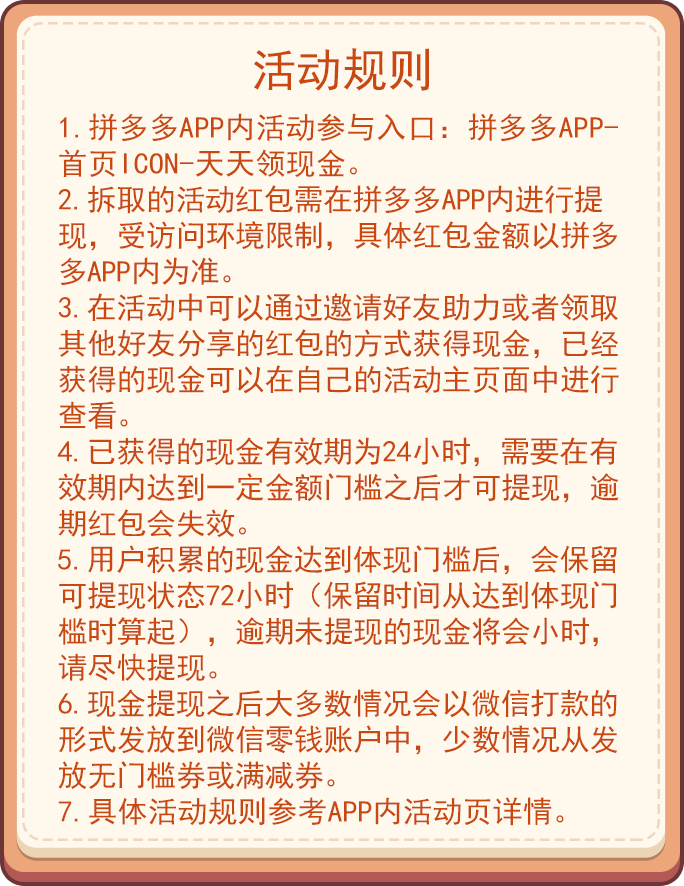 活动规则
1.拼多多APP内活动参与入口：拼多多APP-
首页ICON-天天领现金。
2.拆取的活动红包需在拼多多APP内进行提
现，受访问环境限制，具体红包金额以拼多
多APP内为准。
3.在活动中可以通过邀请好友助力或者领取
其他好友分享的红包的方式获得现金，已经
获得的现金可以在自己的活动主页面中进行
查看。
4.已获得的现金有效期为24小时，需要在有
效期内达到一定金额门槛之后才可提现，逾
期红包会失效。
5.用户积累的现金达到体现门槛后，会保留
可提现状态72小时（保留时间从达到体现门
槛时算起），逾期未提现的现金将会小时，
请尽快提现。
6.现金提现之后大多数情况会以微信打款的
形式发放到微信零钱账户中，少数情况从发
放无门槛券或满减券。
7.具体活动规则参考APP内活动页详情。